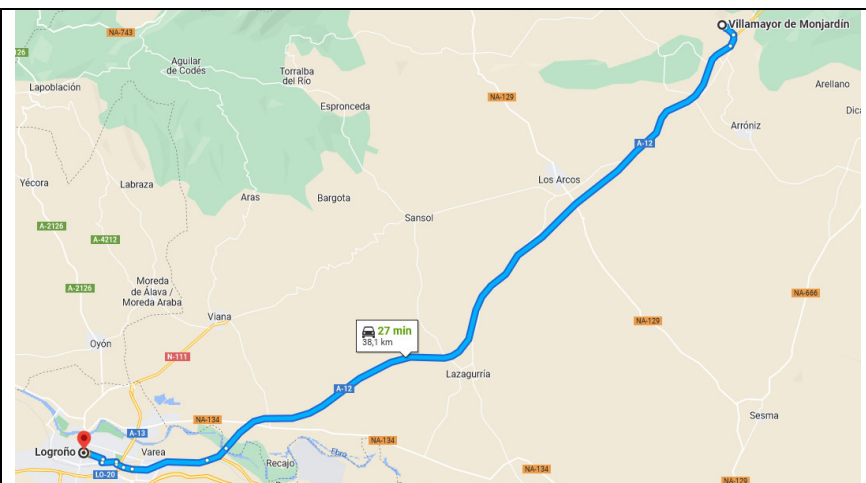 Villamayor de Monjardín
NA-743
126
Aguilar
de Codés
Torralba
del Río
Lapoblación
Arellano
NA-129
Espronceda
Dica
Arróniz
A-12
Los Arcos
Yécora
Labraza
Aras
Bargota
Sansol
A-2126
A-4212
Moreda
de Álava /
Moreda Araba
A-2126
NA-666
Viana
NA-129
27 min
38,1 km
Oyón
N-111
Lazagurría
A-12
Sesma
NA-134
A-13
NA-134
Logroño
Varea
Ebro
Recajo
NA-134
LO-20
NA-129